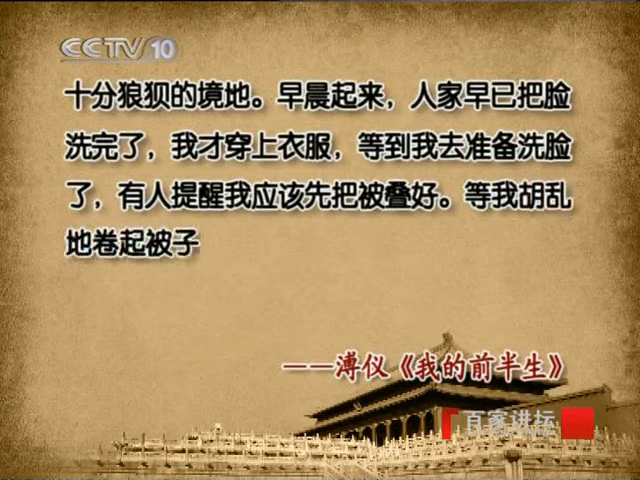 CCTV 10
十分狼狈的境地。早晨起来，人家早已把脸
洗完了，我才穿上衣服，等到我去准备洗脸
了，有人提醒我应该先把被叠好。等我胡乱
地卷起被子
——溥仪《我的前半生》
百家讲坛